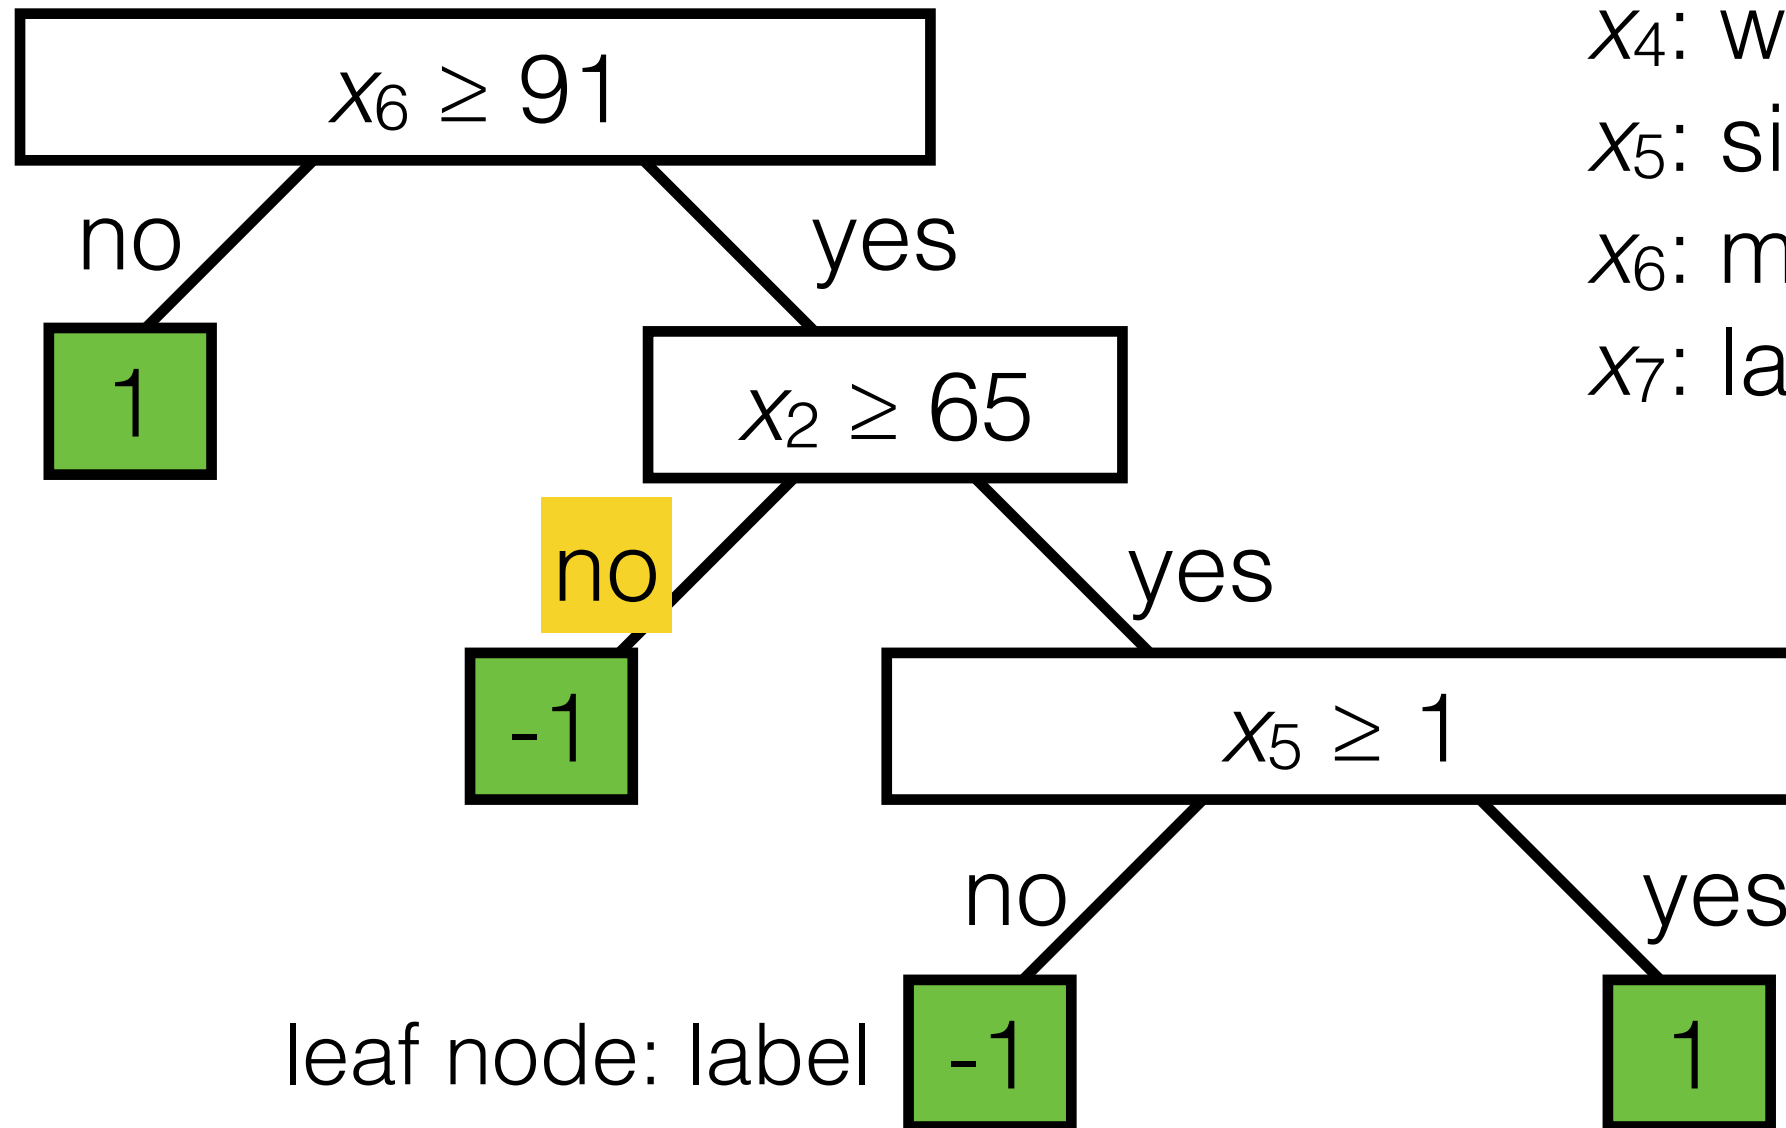 x₆ ≥ 91
no
yes
1
x₂ ≥ 65
no
yes
-1
x₅ ≥ 1
no
yes
leaf node: label
-1
1
x₄: w
x₅: si
x₆: m
x₇: la